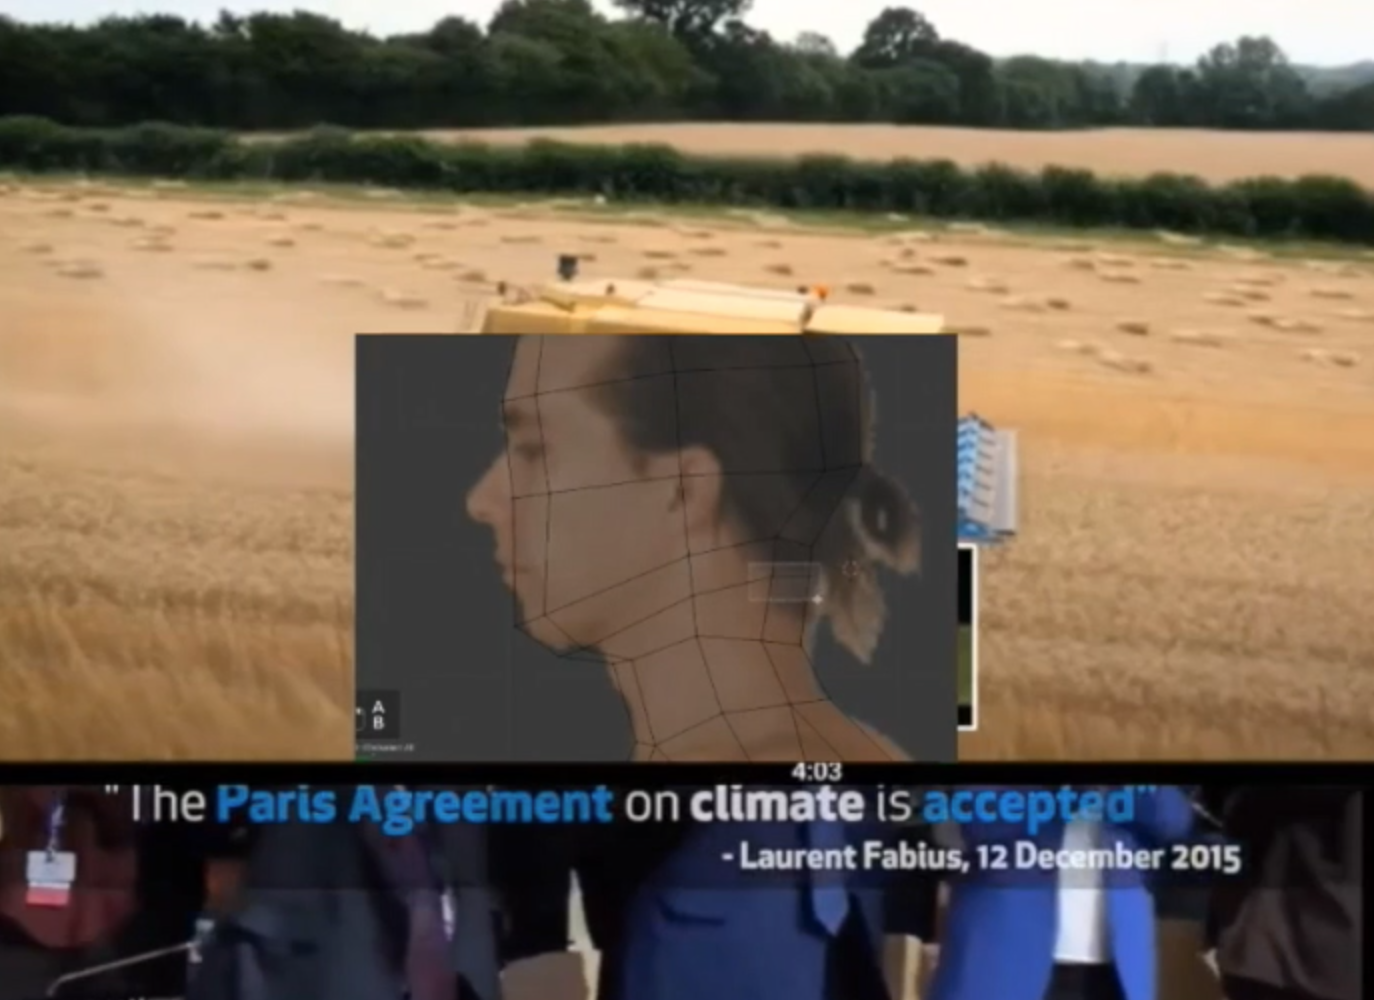 A
B
4:03
"The Paris Agreement on climate is accepted"
- Laurent Fabius, 12 December 2015